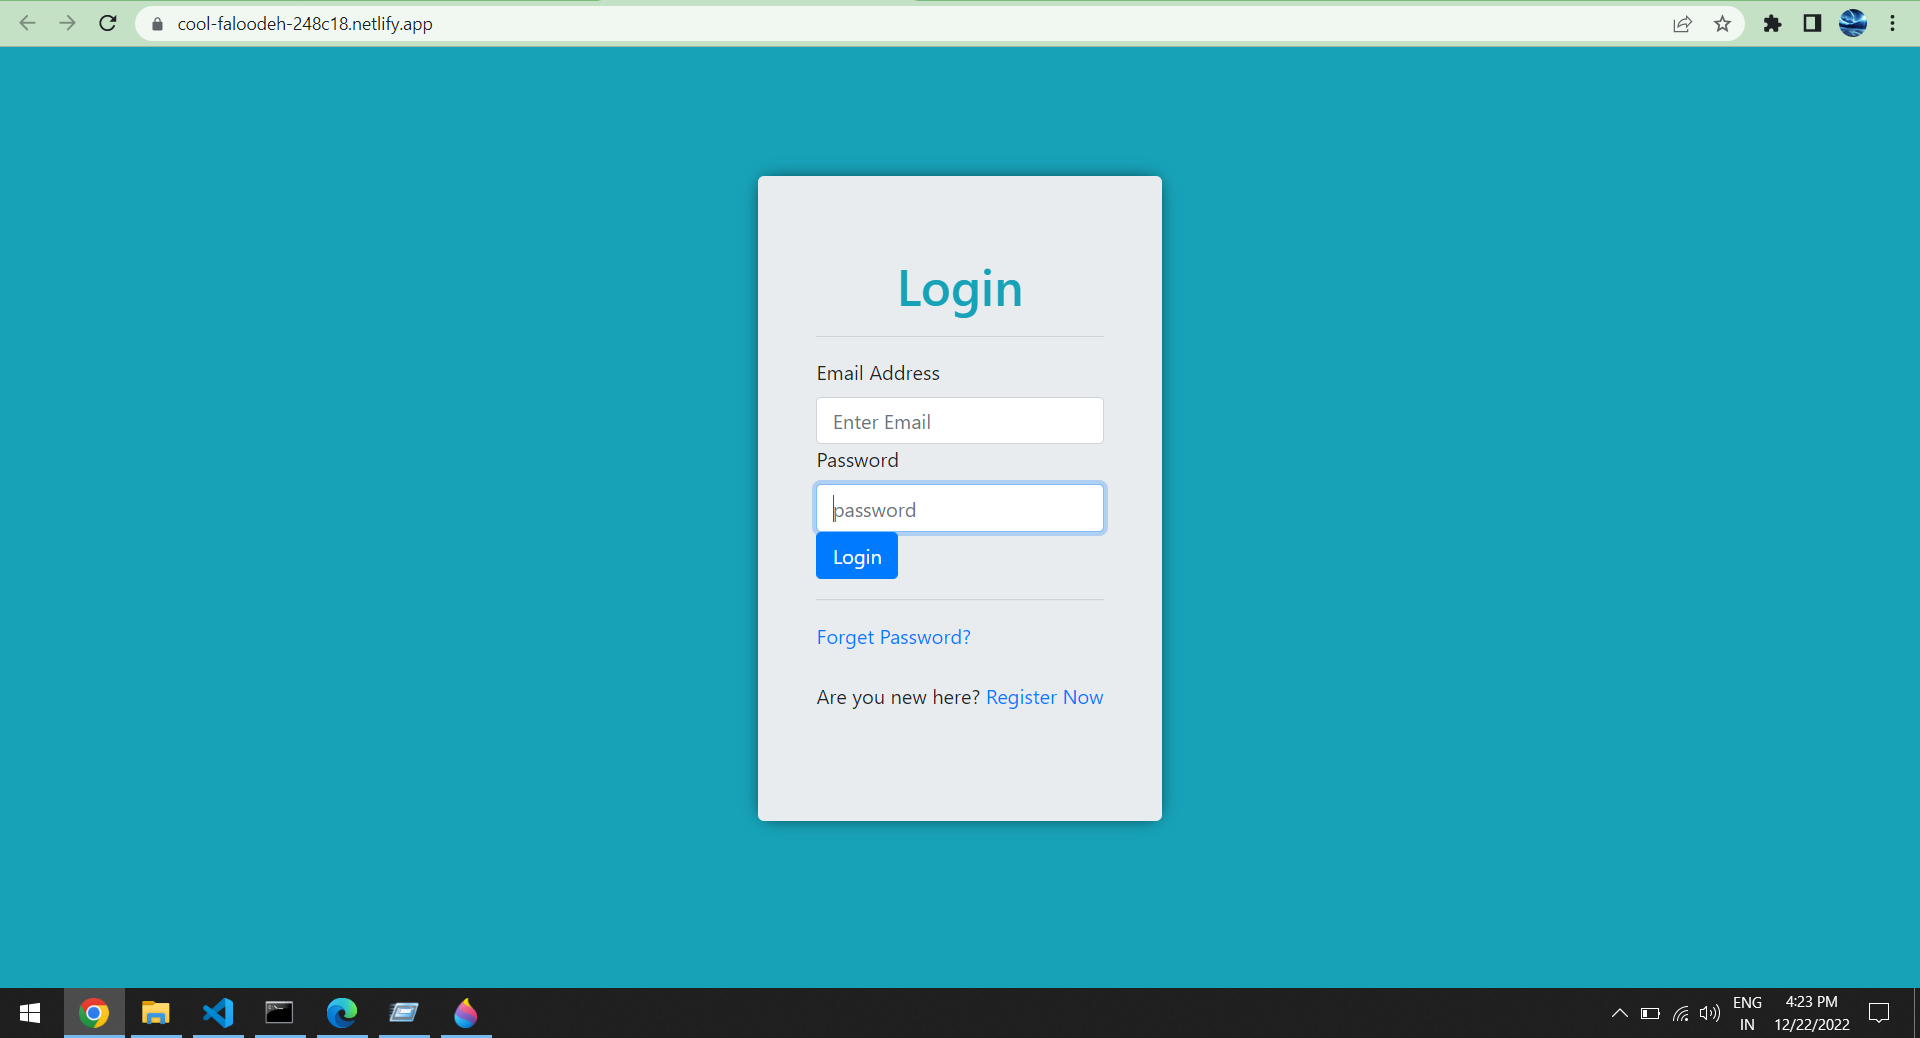 cool-faloodeh-248c18.netlify.app
Login
Email Address
Enter Email
Password
password
Login
Forget Password?
Are you new here? Register Now
ENG
IN
4:23 PM
12/22/2022